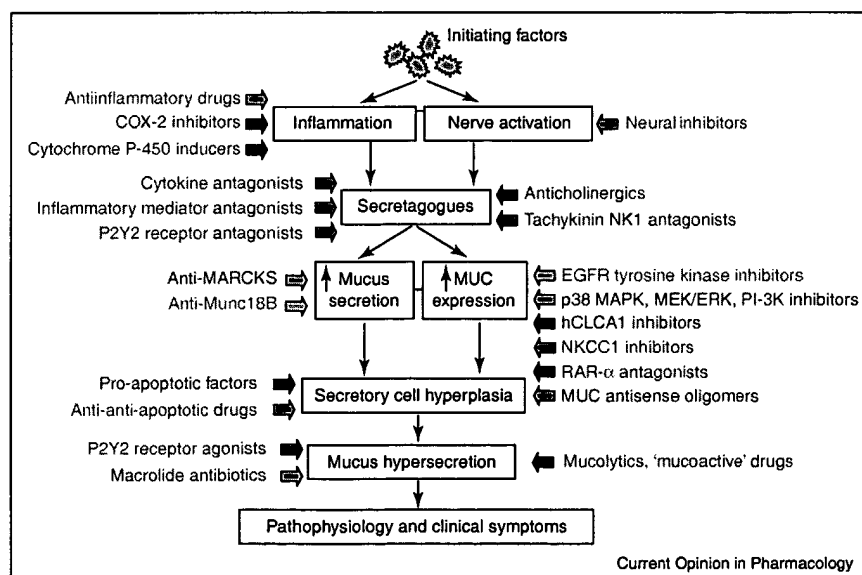 Initiating factors
Antiinflammatory drugs
COX-2 inhibitors
Cytochrome P-450 inducers
Inflammation
Nerve activation
Neural inhibitors
Cytokine antagonists
Inflammatory mediator antagonists
P2Y2 receptor antagonists
Secretagogues
Anticholinergics
Tachykinin NK1 antagonists
Anti-MARCKS
Anti-Munc18B
Mucus
secretion
MUC
expression
EGFR tyrosine kinase inhibitors
p38 MAPK, MEK/ERK, PI-3K inhibitors
hCLCA1 inhibitors
NKCC1 inhibitors
RAR-α antagonists
MUC antisense oligomers
Pro-apoptotic factors
Anti-anti-apoptotic drugs
Secretory cell hyperplasia
P2Y2 receptor agonists
Macrolide antibiotics
Mucus hypersecretion
Mucolytics, 'mucoactive' drugs
Pathophysiology and clinical symptoms
Current Opinion in Pharmacology